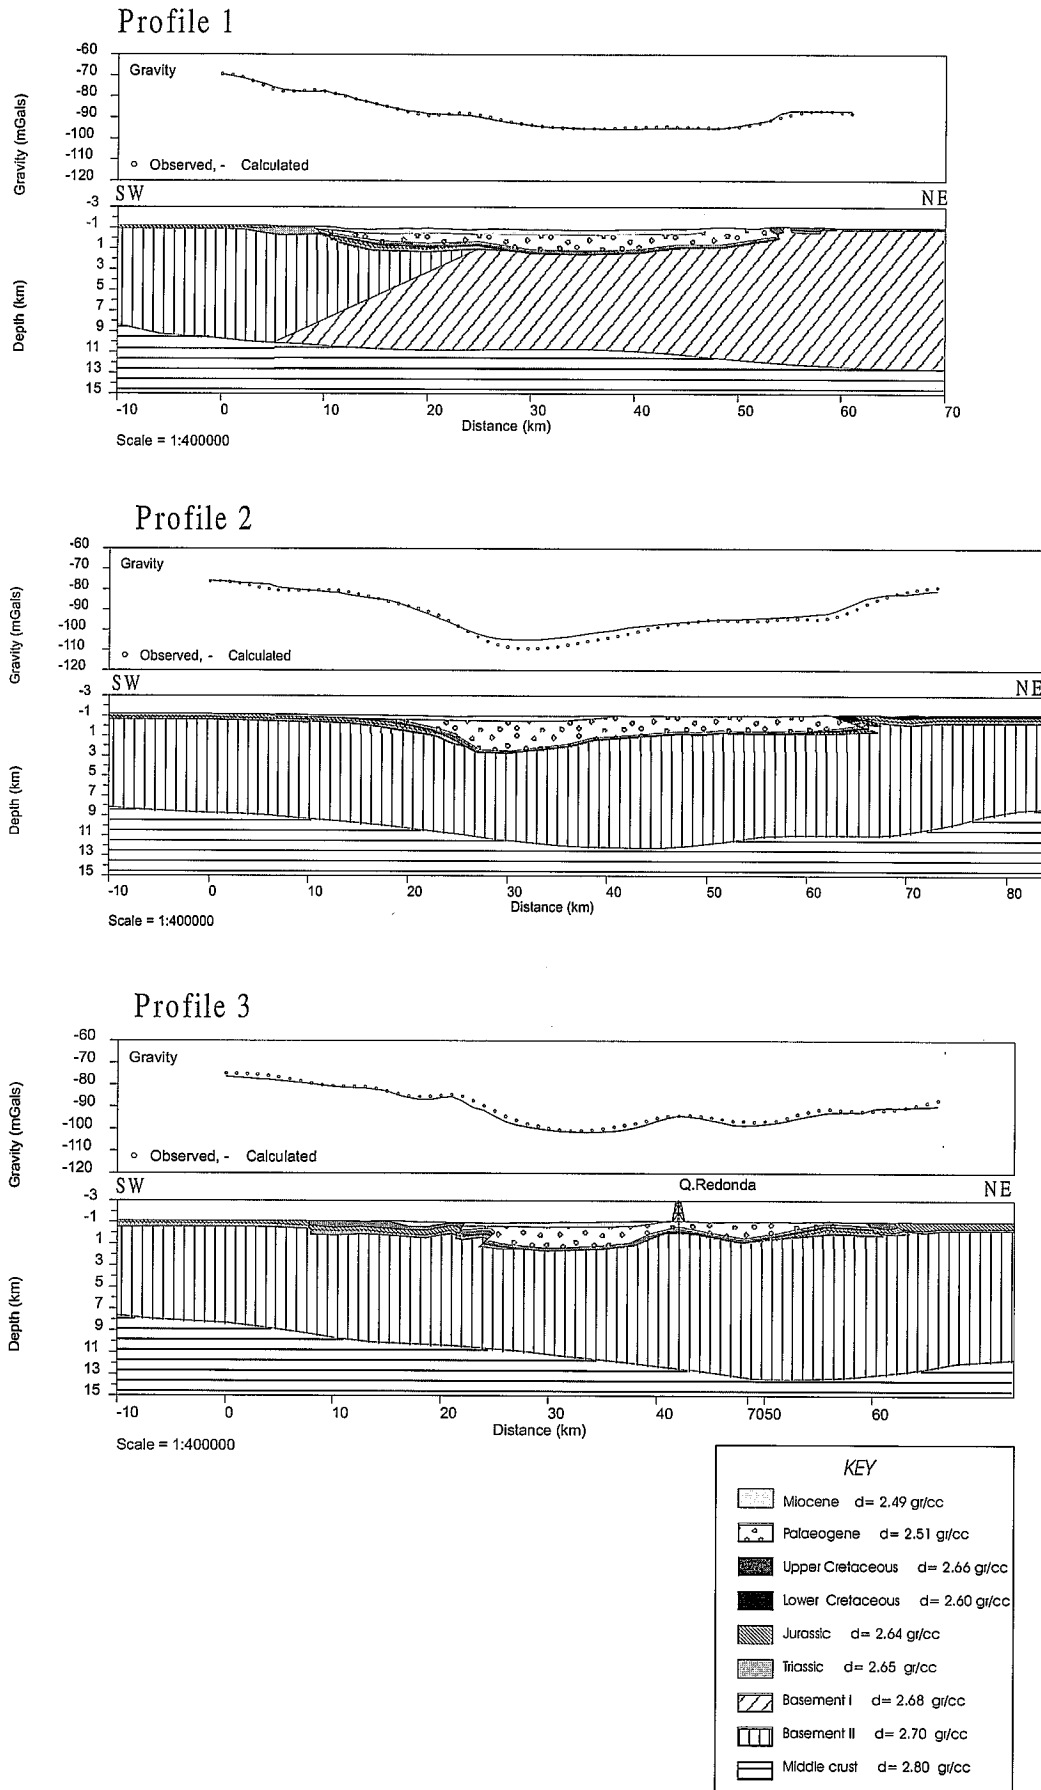 Profile 1
-60
-70
-80
-90
-100
-110
-120
Gravity (mGals)
Gravity
o Observed, - Calculated
SW NE
-3
-1
1
3
5
7
9
11
13
15
Depth (km)
-10 0 10 20 30 40 50 60 70
Distance (km)
Scale = 1:400000
Profile 2
-60
-70
-80
-90
-100
-110
-120
Gravity (mGals)
Gravity
o Observed, - Calculated
SW NE
-3
-1
1
3
5
7
9
11
13
15
Depth (km)
-10 0 10 20 30 40 50 60 70 80
Distance (km)
Scale = 1:400000
Profile 3
-60
-70
-80
-90
-100
-110
-120
Gravity (mGals)
Gravity
o Observed, - Calculated
SW Q.Redonda NE
-3
-1
1
3
5
7
9
11
13
15
Depth (km)
-10 0 10 20 30 40 7050 60
Distance (km)
Scale = 1:400000
KEY
Miocene d= 2.49 gr/cc
Palaeogene d= 2.51 gr/cc
Upper Cretaceous d= 2.66 gr/cc
Lower Cretaceous d= 2.60 gr/cc
Jurassic d= 2.64 gr/cc
Triassic d= 2.65 gr/cc
Basement I d= 2.68 gr/cc
Basement II d= 2.70 gr/cc
Middle crust d= 2.80 gr/cc